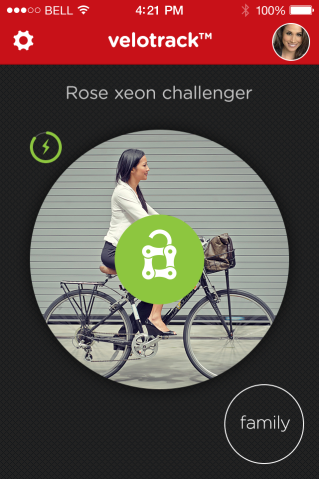 BELL 4:21 PM 100%
velotrack™
Rose xeon challenger
family